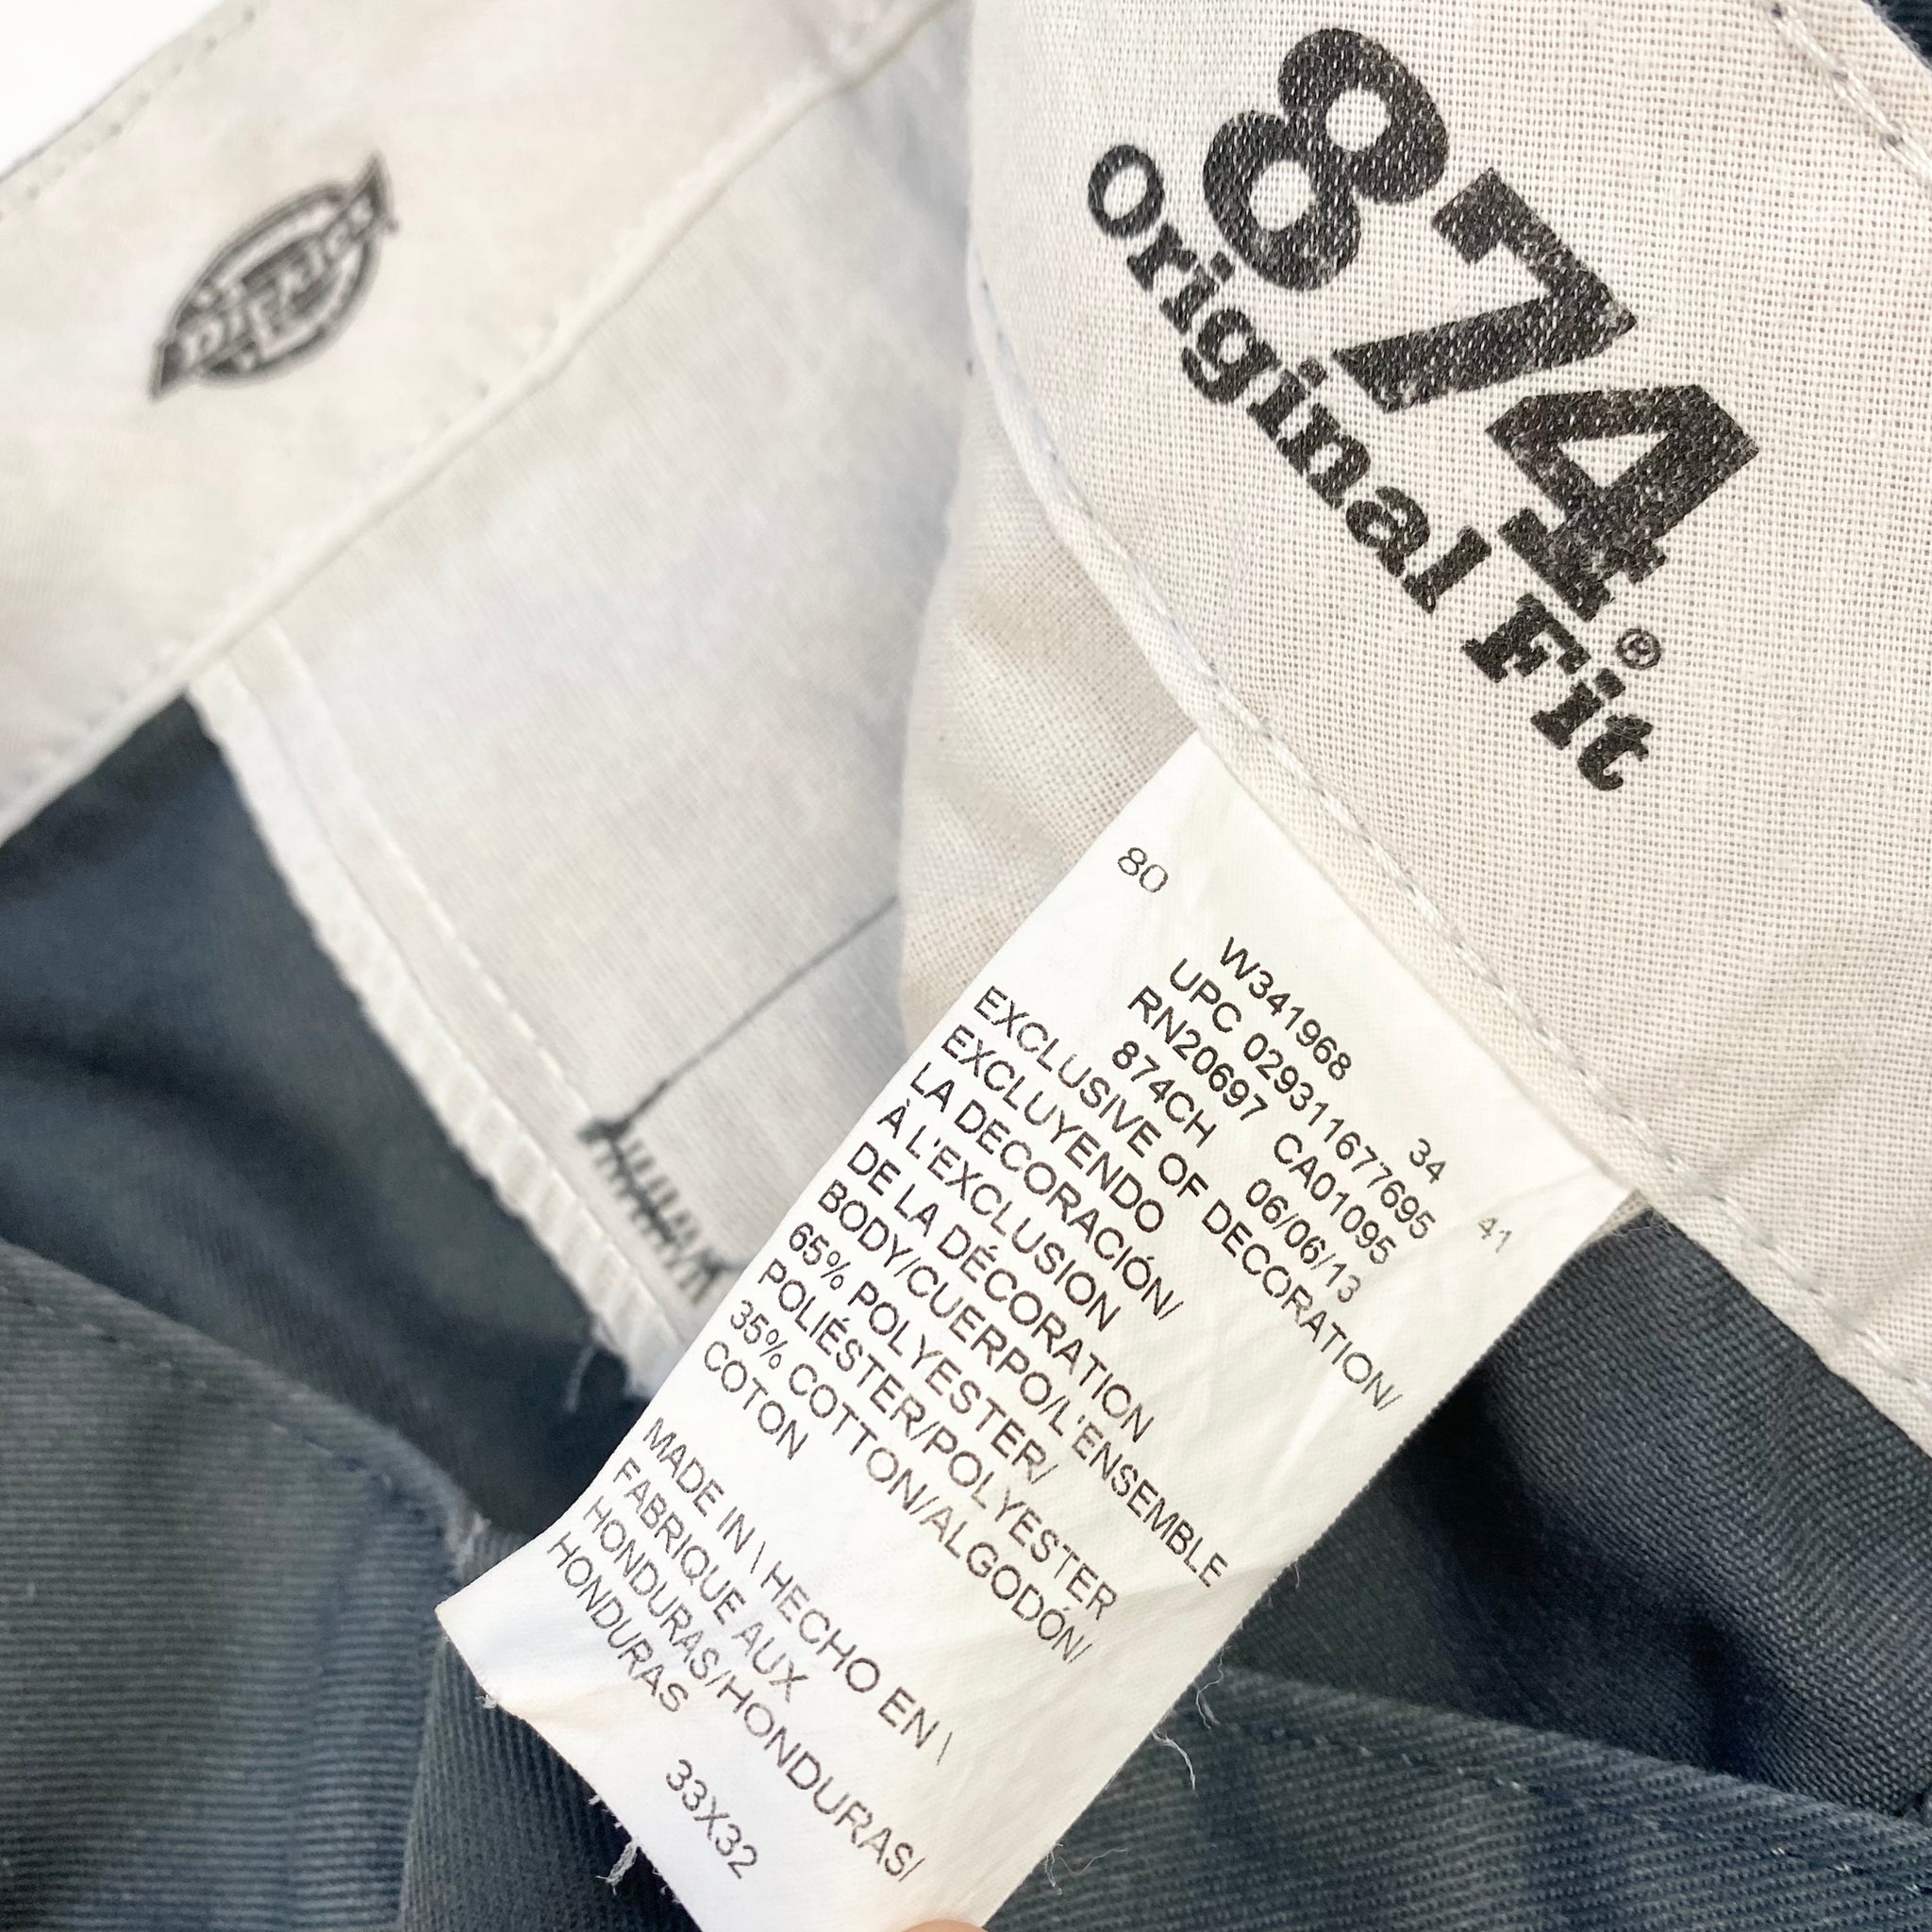 Dickies
874
Original Fit®
80
W341968 34 41
UPC 029311677695
RN20697 CA01095
874CH 06/06/13
EXCLUSIVE OF DECORATION/
EXCLUYENDO
LA DECORACIÓN/
À L'EXCLUSION
DE LA DÉCORATION
BODY/CUERPO/L'ENSEMBLE
65% POLYESTER/
POLIÉSTER/POLYESTER
35% COTTON/ALGODÓN/
COTON
MADE IN \ HECHO EN \
FABRIQUE AUX
HONDURAS/HONDURAS/
HONDURAS
33X32